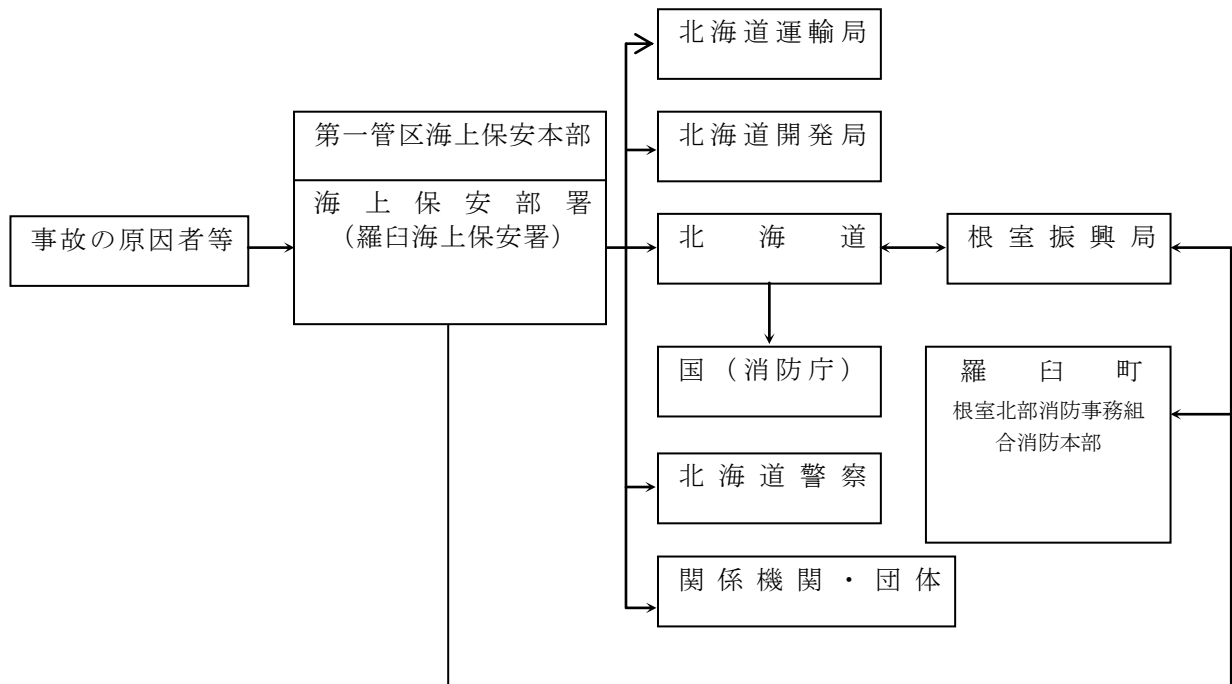 北海道運輸局
第一管区海上保安本部
北海道開発局
海上保安部署
(羅臼海上保安署)
事故の原因者等
北海道
根室振興局
国(消防庁)
羅臼町
根室北部消防事務組
合消防本部
北海道警察
関係機関・団体